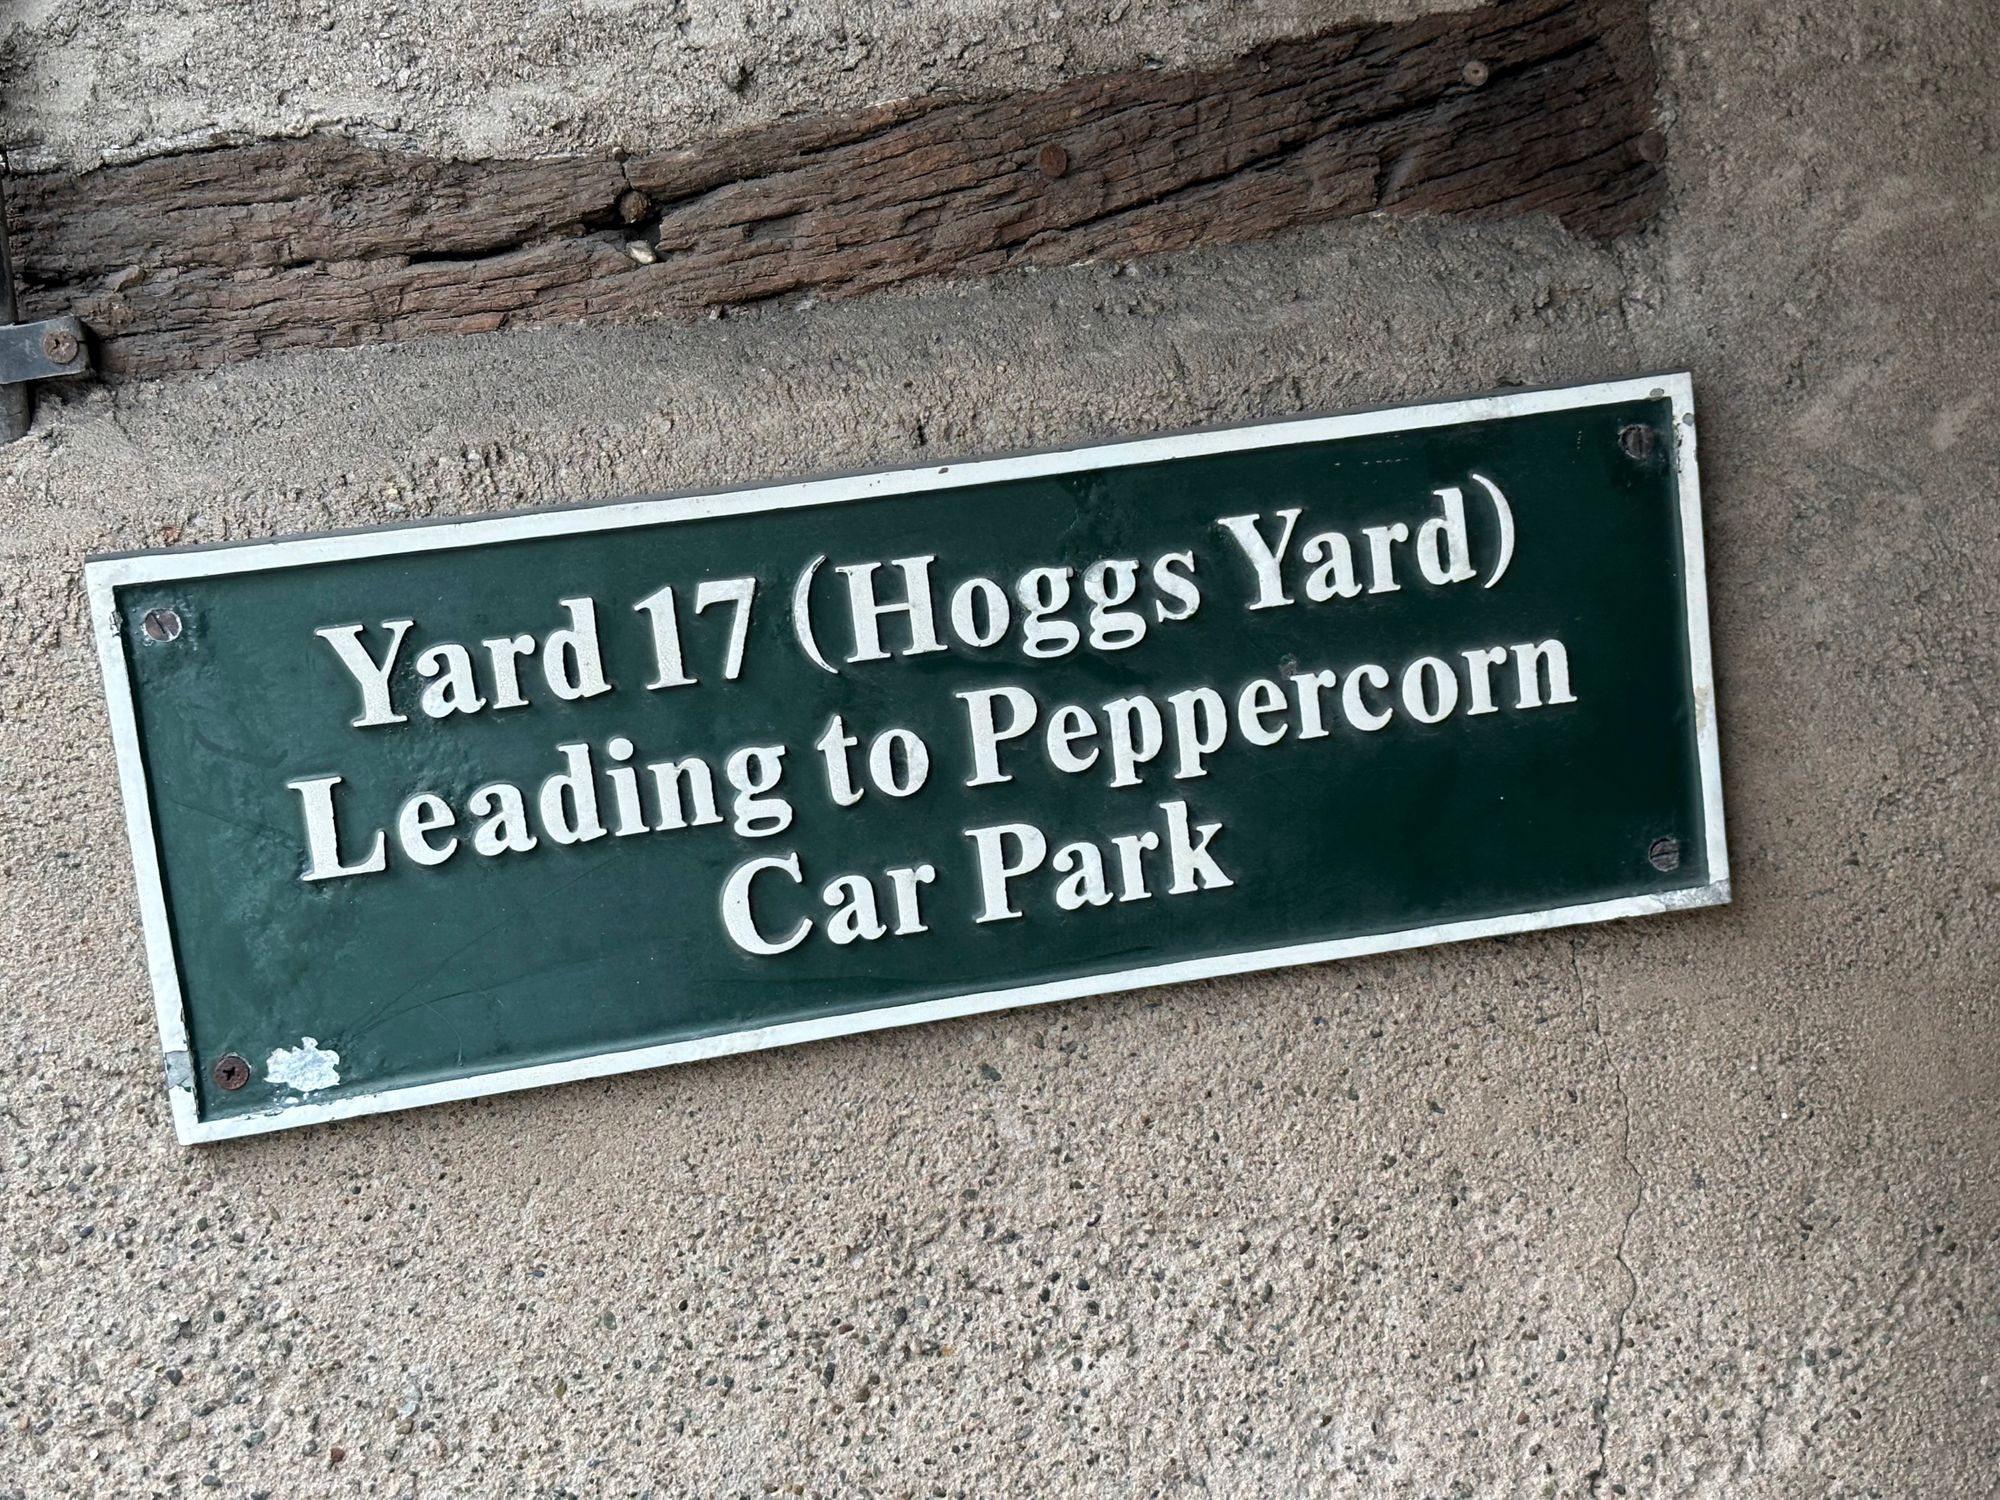 Yard 17 (Hoggs Yard)
Leading to Peppercorn
Car Park